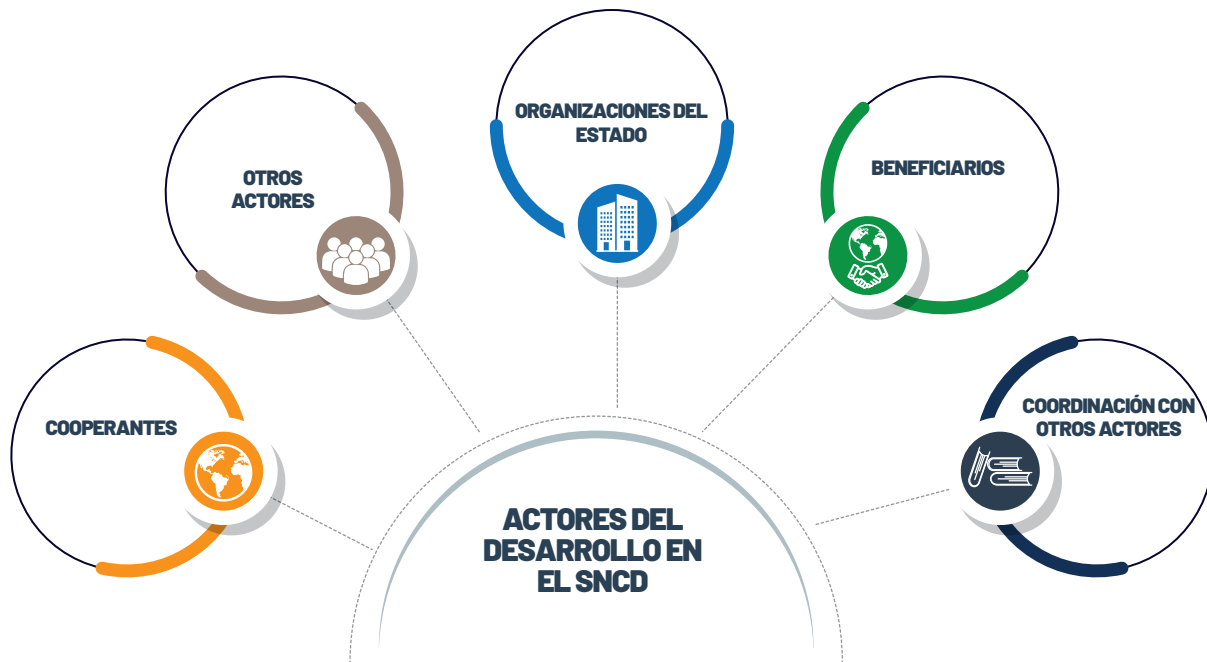 ORGANIZACIONES DEL
ESTADO
OTROS
ACTORES
BENEFICIARIOS
COOPERANTES
COORDINACIÓN CON
OTROS ACTORES
ACTORES DEL
DESARROLLO EN
EL SNCD